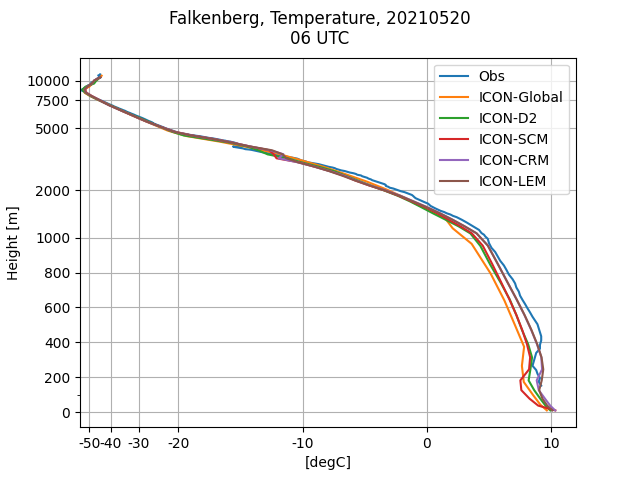 Falkenberg, Temperature, 20210520
06 UTC
Height [m]
10000
7500
5000
2000
1000
800
600
400
200
0
Obs
ICON-Global
ICON-D2
ICON-SCM
ICON-CRM
ICON-LEM
-50 -40 -30 -20 -10 0 10
[degC]